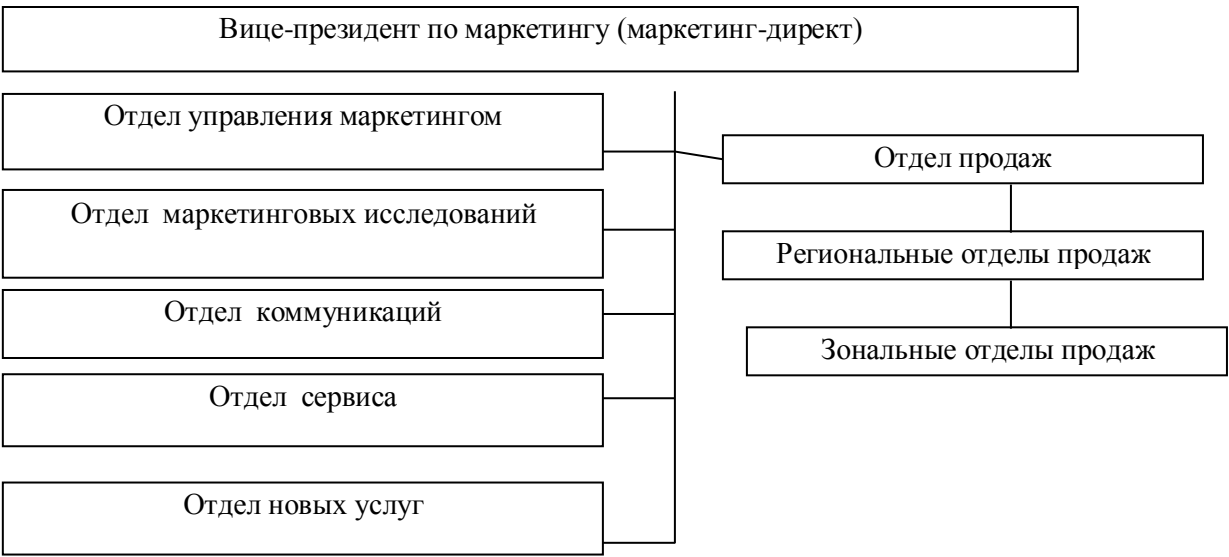 Вице-президент по маркетингу (маркетинг-директ)
Отдел управления маркетингом
Отдел продаж
Отдел маркетинговых исследований
Региональные отделы продаж
Отдел коммуникаций
Зональные отделы продаж
Отдел сервиса
Отдел новых услуг